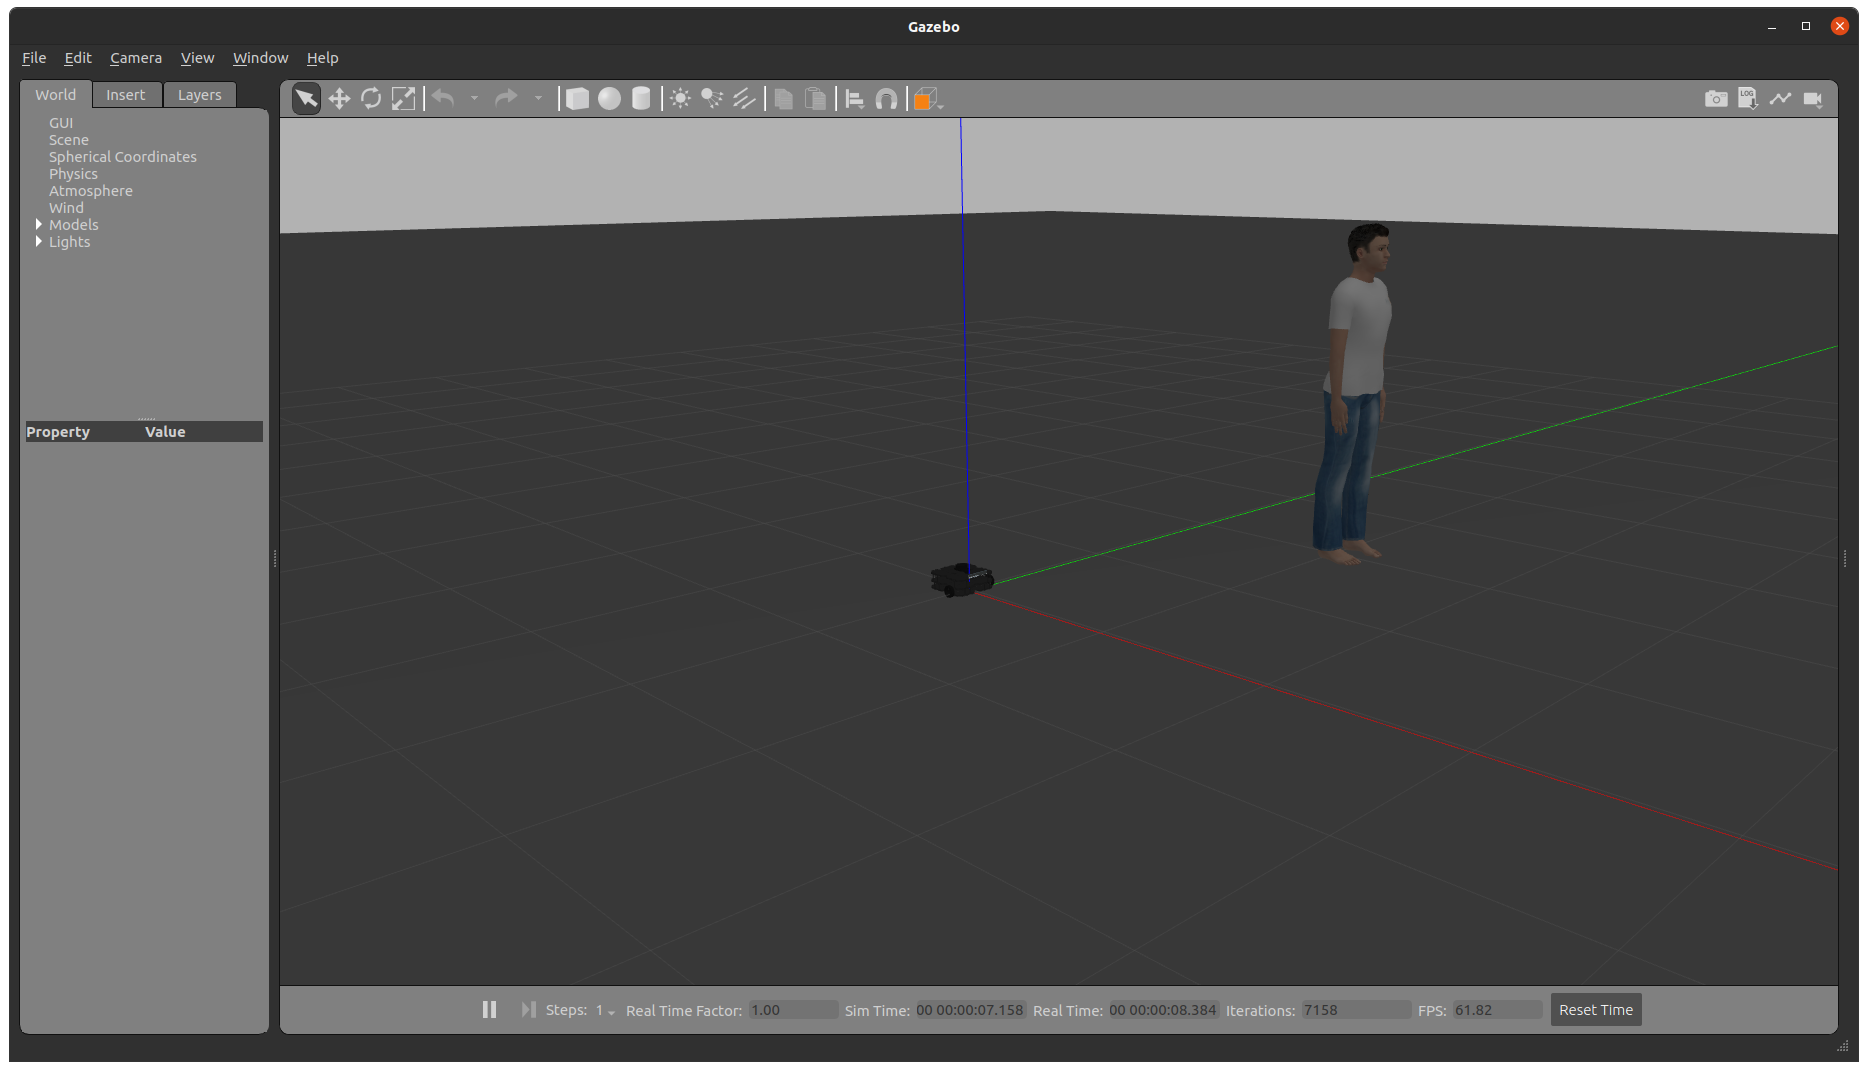 Gazebo
File Edit Camera View Window Help
World Insert Layers
LOG
GUI
Scene
Spherical Coordinates
Physics
Atmosphere
Wind
Models
Lights
Property Value
Steps: 1 Real Time Factor: 1.00 Sim Time: 00 00:00:07.158 Real Time: 00 00:00:08.384 Iterations: 7158 FPS: 61.82 Reset Time